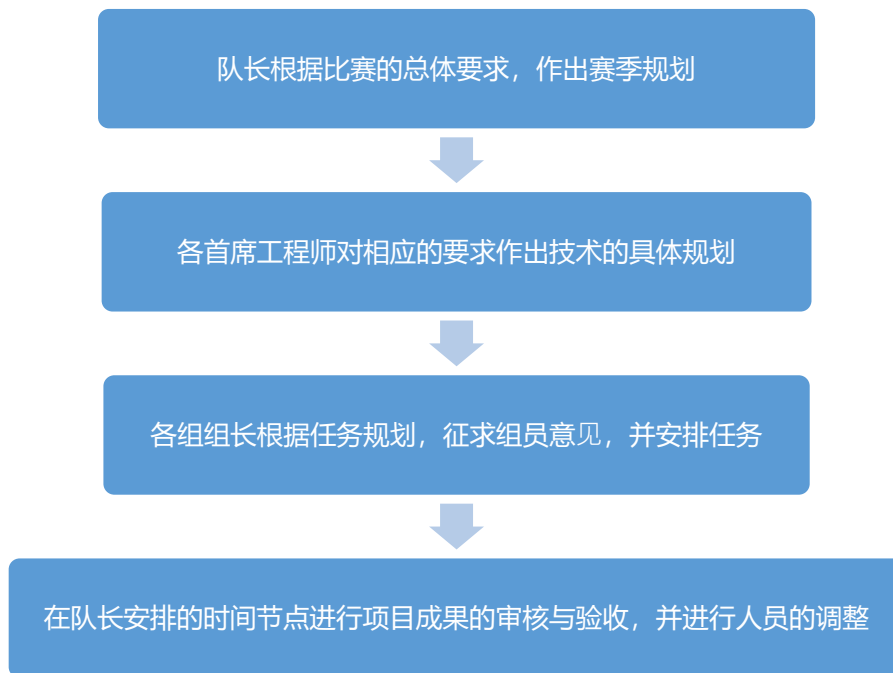 队长根据比赛的总体要求，作出赛季规划
各首席工程师对相应的要求作出技术的具体规划
各组组长根据任务规划，征求组员意见，并安排任务
在队长安排的时间节点进行项目成果的审核与验收，并进行人员的调整